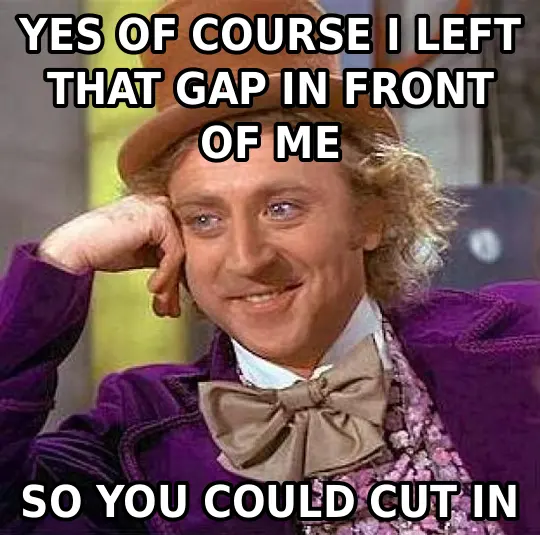 YES OF COURSE I LEFT
THAT GAP IN FRONT
OF ME
SO YOU COULD CUT IN